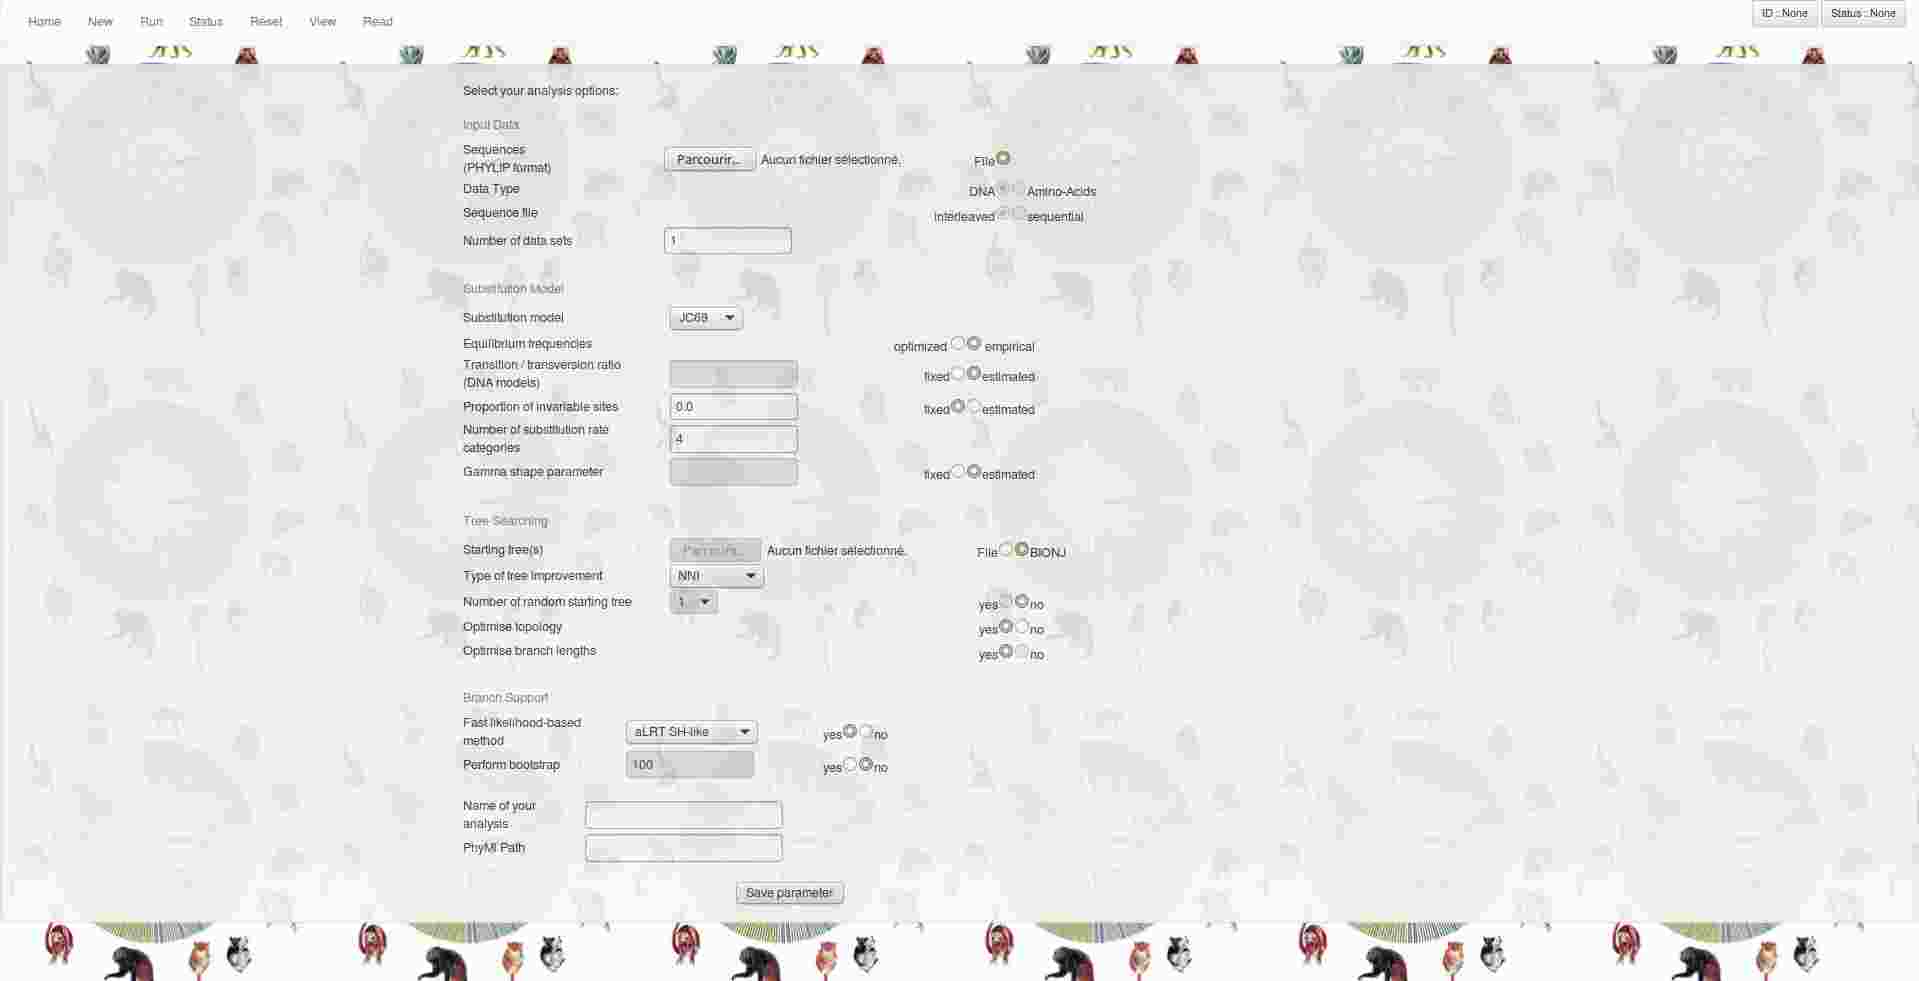 Home New Run Status Reset View Read ID : None Status : None
Select your analysis options:
Input Data
Sequences
(PHYLIP format)
Parcourir... Aucun fichier sélectionné. File
Data Type DNA Amino-Acids
Sequence file interleaved sequential
Number of data sets 1
Substitution Model
Substitution model JC69
Equilibrium frequencies optimized empirical
Transition / transversion ratio
(DNA models) fixed estimated
Proportion of invariable sites 0.0 fixed estimated
Number of substitution rate
categories 4
Gamma shape parameter fixed estimated
Tree Searching
Starting tree(s) Parcourir... Aucun fichier sélectionné. File BIONJ
Type of tree improvement NNI
Number of random starting tree 1 yes no
Optimise topology yes no
Optimise branch lengths yes no
Branch Support
Fast likelihood-based
method aLRT SH-like yes no
Perform bootstrap 100 yes no
Name of your
analysis
PhyMl Path
Save parameter